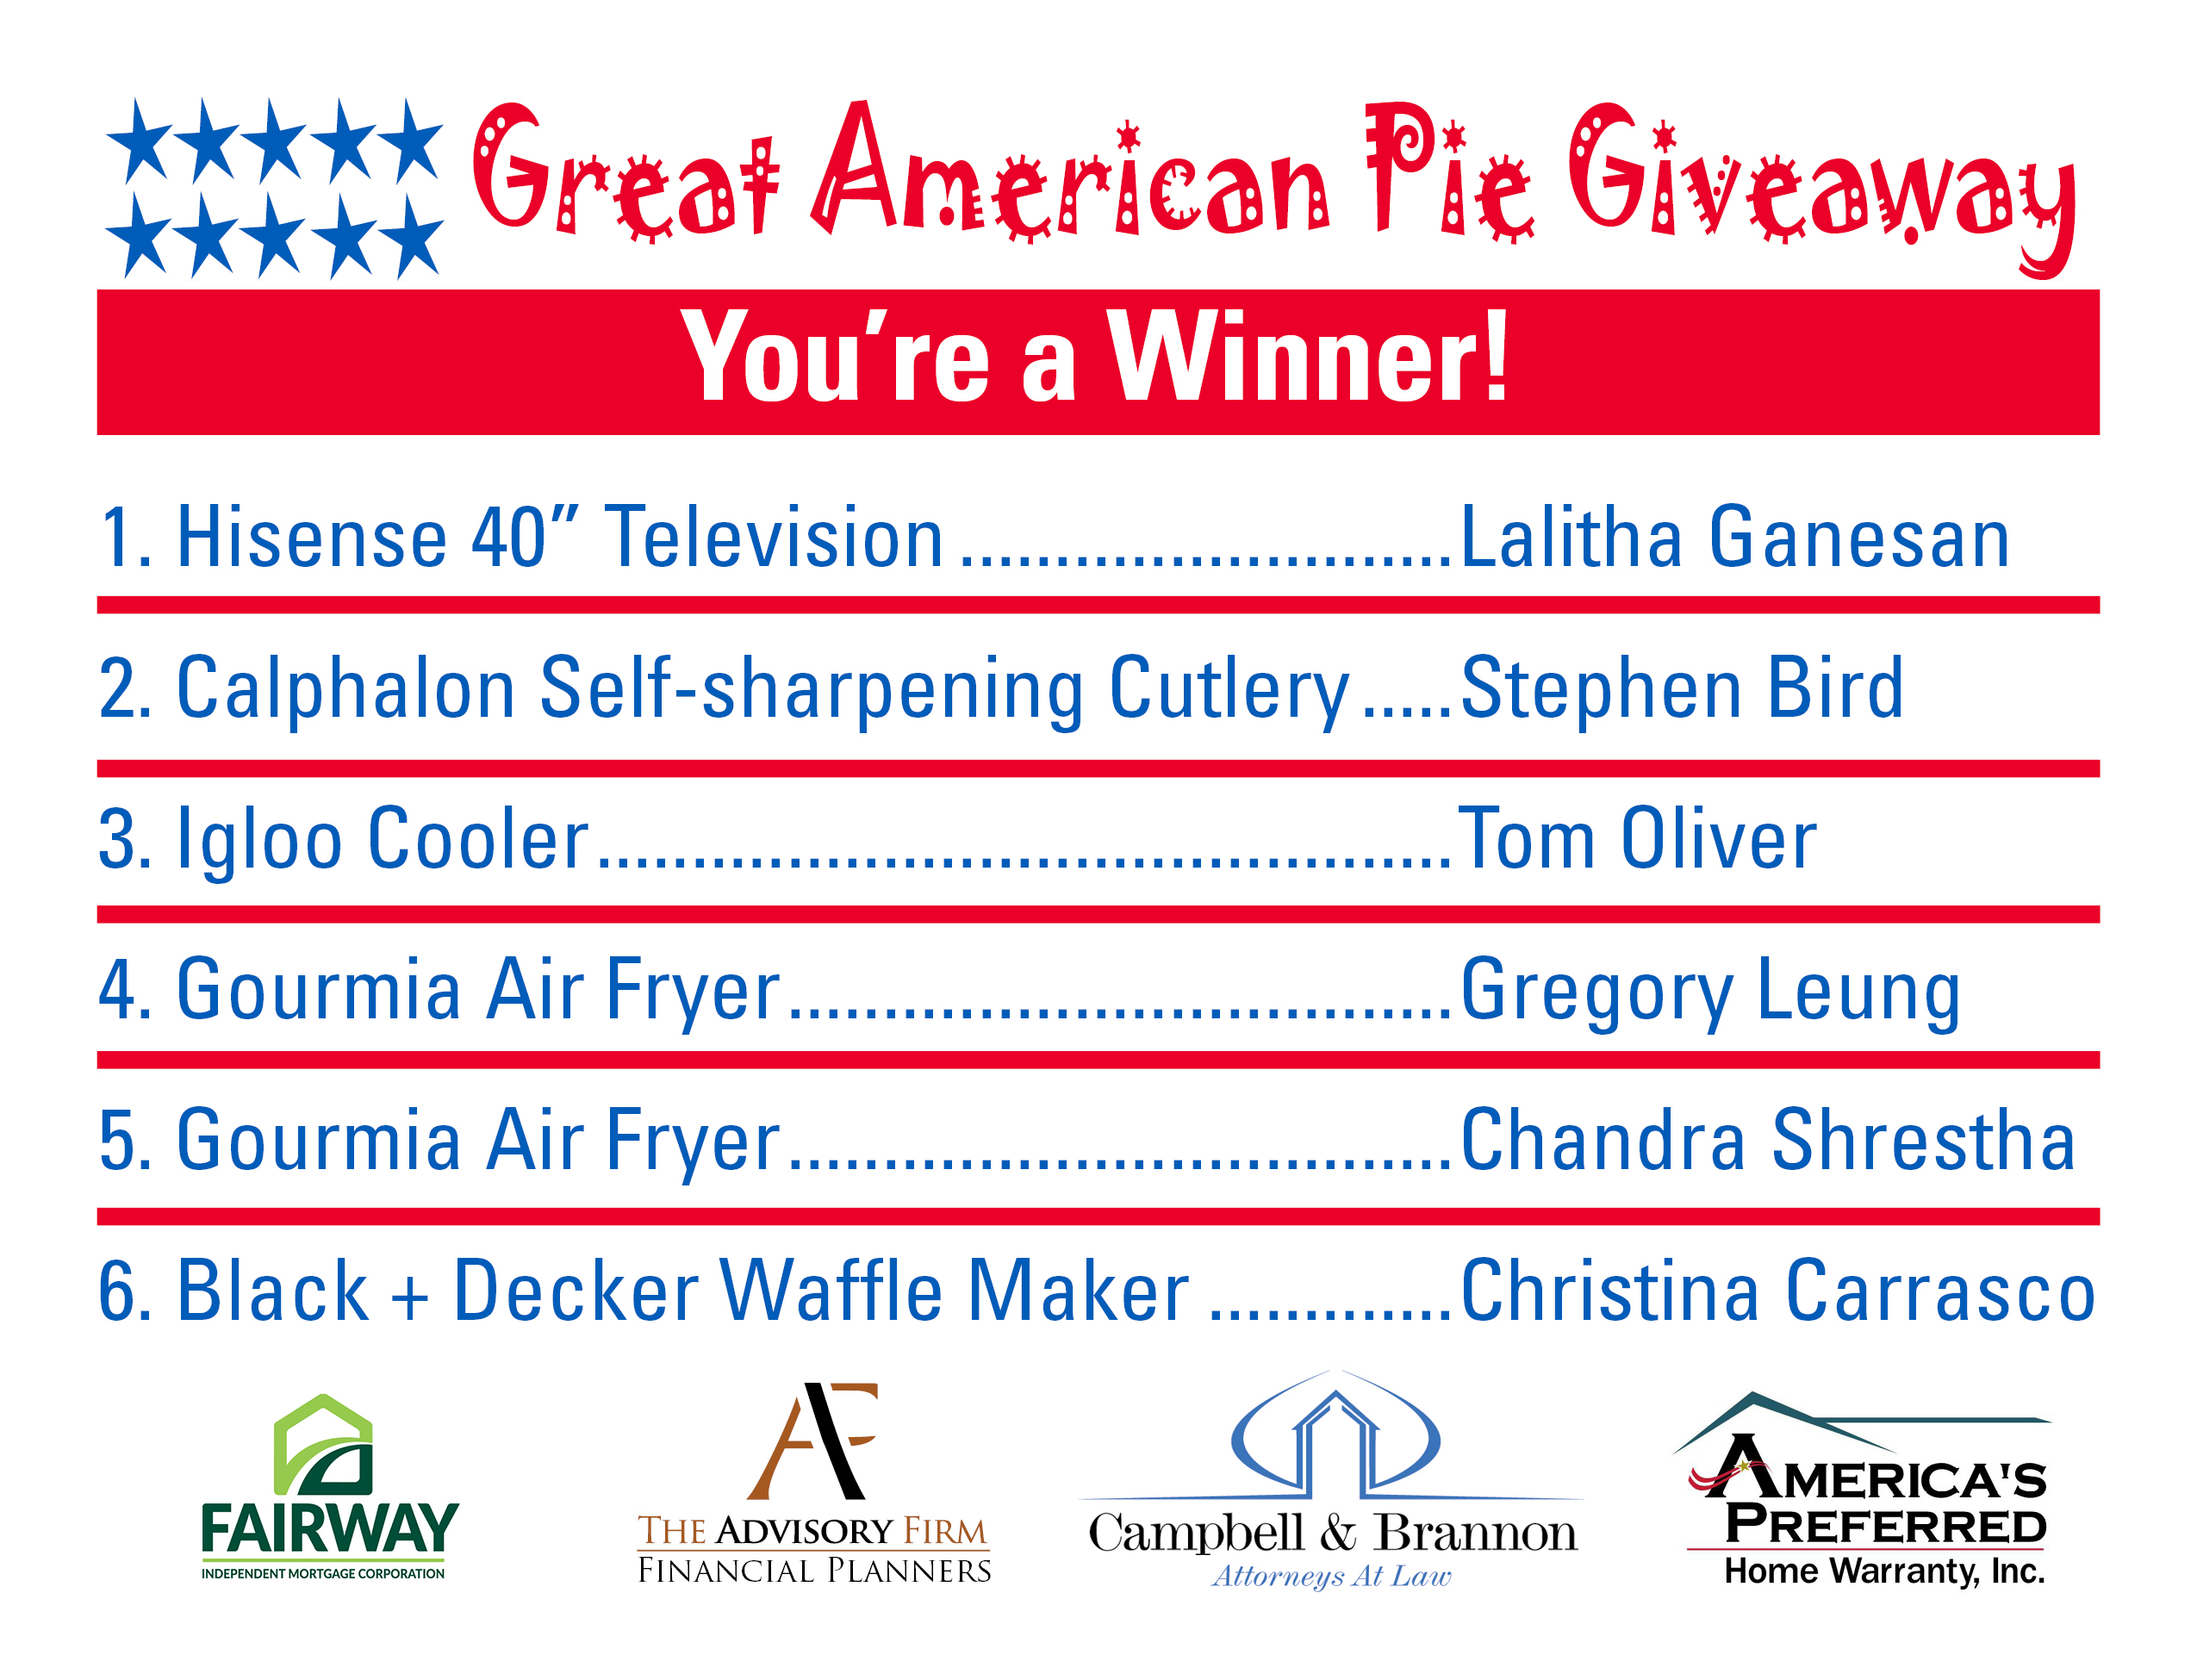 Great American Pie Giveaway
You’re a Winner!
1. Hisense 40” Television..........................Lalitha Ganesan
2. Calphalon Self-sharpening Cutlery.....Stephen Bird
3. Igloo Cooler.............................................Tom Oliver
4. Gourmia Air Fryer...................................Gregory Leung
5. Gourmia Air Fryer...................................Chandra Shrestha
6. Black + Decker Waffle Maker.............Christina Carrasco
FAIRWAY
INDEPENDENT MORTGAGE CORPORATION
AF
THE ADVISORY FIRM
FINANCIAL PLANNERS
Campbell & Brannon
Attorneys At Law
AMERICA'S
PREFERRED
Home Warranty, Inc.